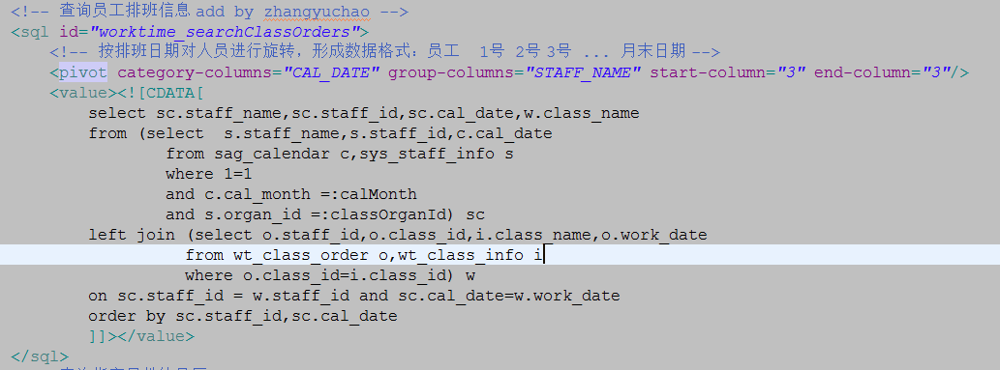 <!-- 查询员工排班信息 add by zhangyuchao -->
<sql id="worktime_searchClassOrders">
<!-- 按排班日期对人员进行旋转，形成数据格式：员工 1号 2号 3号 ... 月末日期 -->
<pivot category-columns="CAL_DATE" group-columns="STAFF_NAME" start-column="3" end-column="3"/>
<value><![CDATA[
select sc.staff_name,sc.staff_id,sc.cal_date,w.class_name
from (select s.staff_name,s.staff_id,c.cal_date
from sag_calendar c,sys_staff_info s
where 1=1
and c.cal_month =:calMonth
and s.organ_id =:classOrganId) sc
left join (select o.staff_id,o.class_id,i.class_name,o.work_date
from wt_class_order o,wt_class_info i
where o.class_id=i.class_id) w
on sc.staff_id = w.staff_id and sc.cal_date=w.work_date
order by sc.staff_id,sc.cal_date
]]></value>
</sql>